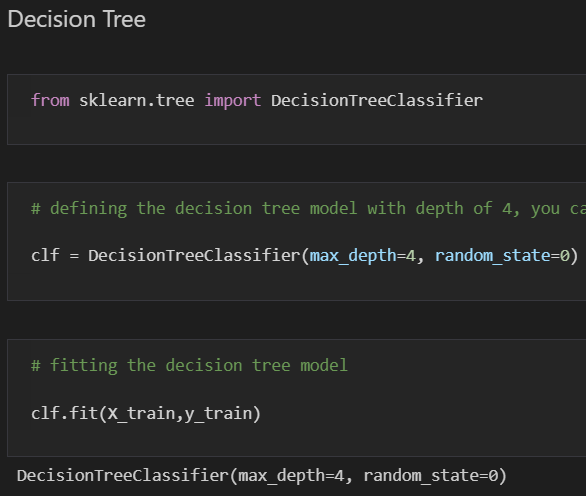 Decision Tree
from sklearn.tree import DecisionTreeClassifier
# defining the decision tree model with depth of 4, you
clf = DecisionTreeClassifier(max_depth=4, random_state=0)
# fitting the decision tree model
clf.fit(X_train,y_train)
DecisionTreeClassifier(max_depth=4, random_state=0)